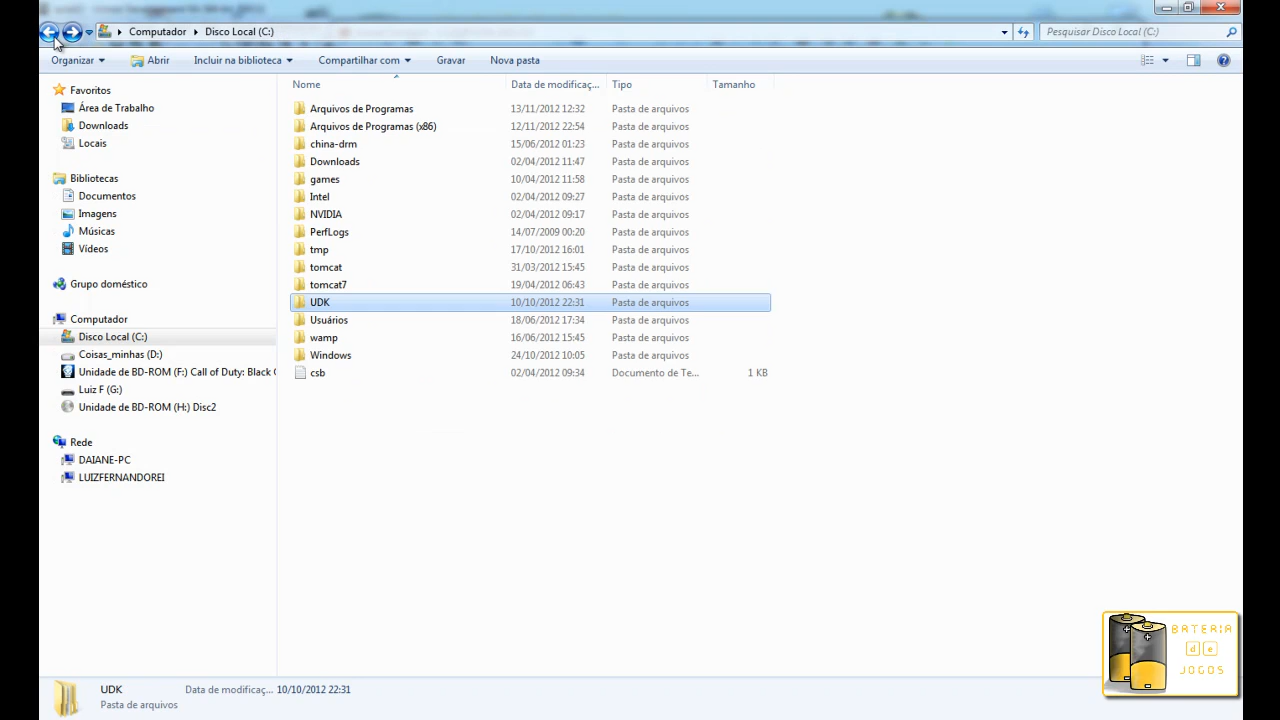 Computador Disco Local (C:) Pesquisar Disco Local (C:)
Organizar Abrir Incluir na biblioteca Compartilhar com Gravar Nova pasta
Favoritos
Área de Trabalho
Downloads
Locais
Bibliotecas
Documentos
Imagens
Músicas
Vídeos
Grupo doméstico
Computador
Disco Local (C:)
Coisas_minhas (D:)
Unidade de BD-ROM (F:) Call of Duty: Black
Luiz F (G:)
Unidade de BD-ROM (H:) Disc2
Rede
DAIANE-PC
LUIZFERNANDOREI
Nome Data de modificaç... Tipo Tamanho
Arquivos de Programas 13/11/2012 12:32 Pasta de arquivos
Arquivos de Programas (x86) 12/11/2012 22:54 Pasta de arquivos
china-drm 15/06/2012 01:23 Pasta de arquivos
Downloads 02/04/2012 11:47 Pasta de arquivos
games 10/04/2012 11:58 Pasta de arquivos
Intel 02/04/2012 09:27 Pasta de arquivos
NVIDIA 02/04/2012 09:17 Pasta de arquivos
PerfLogs 14/07/2009 00:20 Pasta de arquivos
tmp 17/10/2012 16:01 Pasta de arquivos
tomcat 31/03/2012 15:45 Pasta de arquivos
tomcat7 19/04/2012 06:43 Pasta de arquivos
UDK 10/10/2012 22:31 Pasta de arquivos
Usuários 18/06/2012 17:34 Pasta de arquivos
wamp 16/06/2012 15:45 Pasta de arquivos
Windows 24/10/2012 10:05 Pasta de arquivos
csb 02/04/2012 09:34 Documento de Te... 1 KB
BATERIA
de
JOGOS
UDK Data de modificaç... 10/10/2012 22:31
Pasta de arquivos